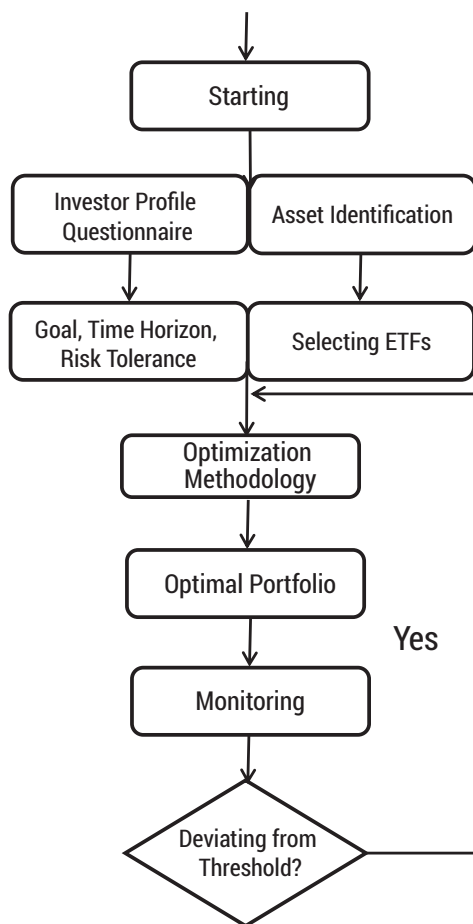 Starting
Investor Profile
Questionnaire
Asset Identification
Goal, Time Horizon,
Risk Tolerance
Selecting ETFs
Optimization
Methodology
Optimal Portfolio
Yes
Monitoring
Deviating from
Threshold?